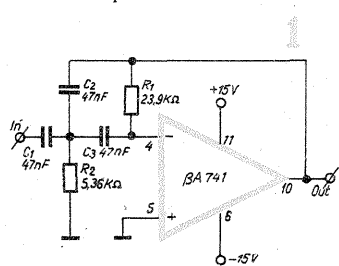 C2
47nF
R1
23,9KΩ
+15V
In
C1
47nF
C3 47nF
4
−
11
R2
5,36KΩ
βA 741
10
Out
5
+
6
−15V